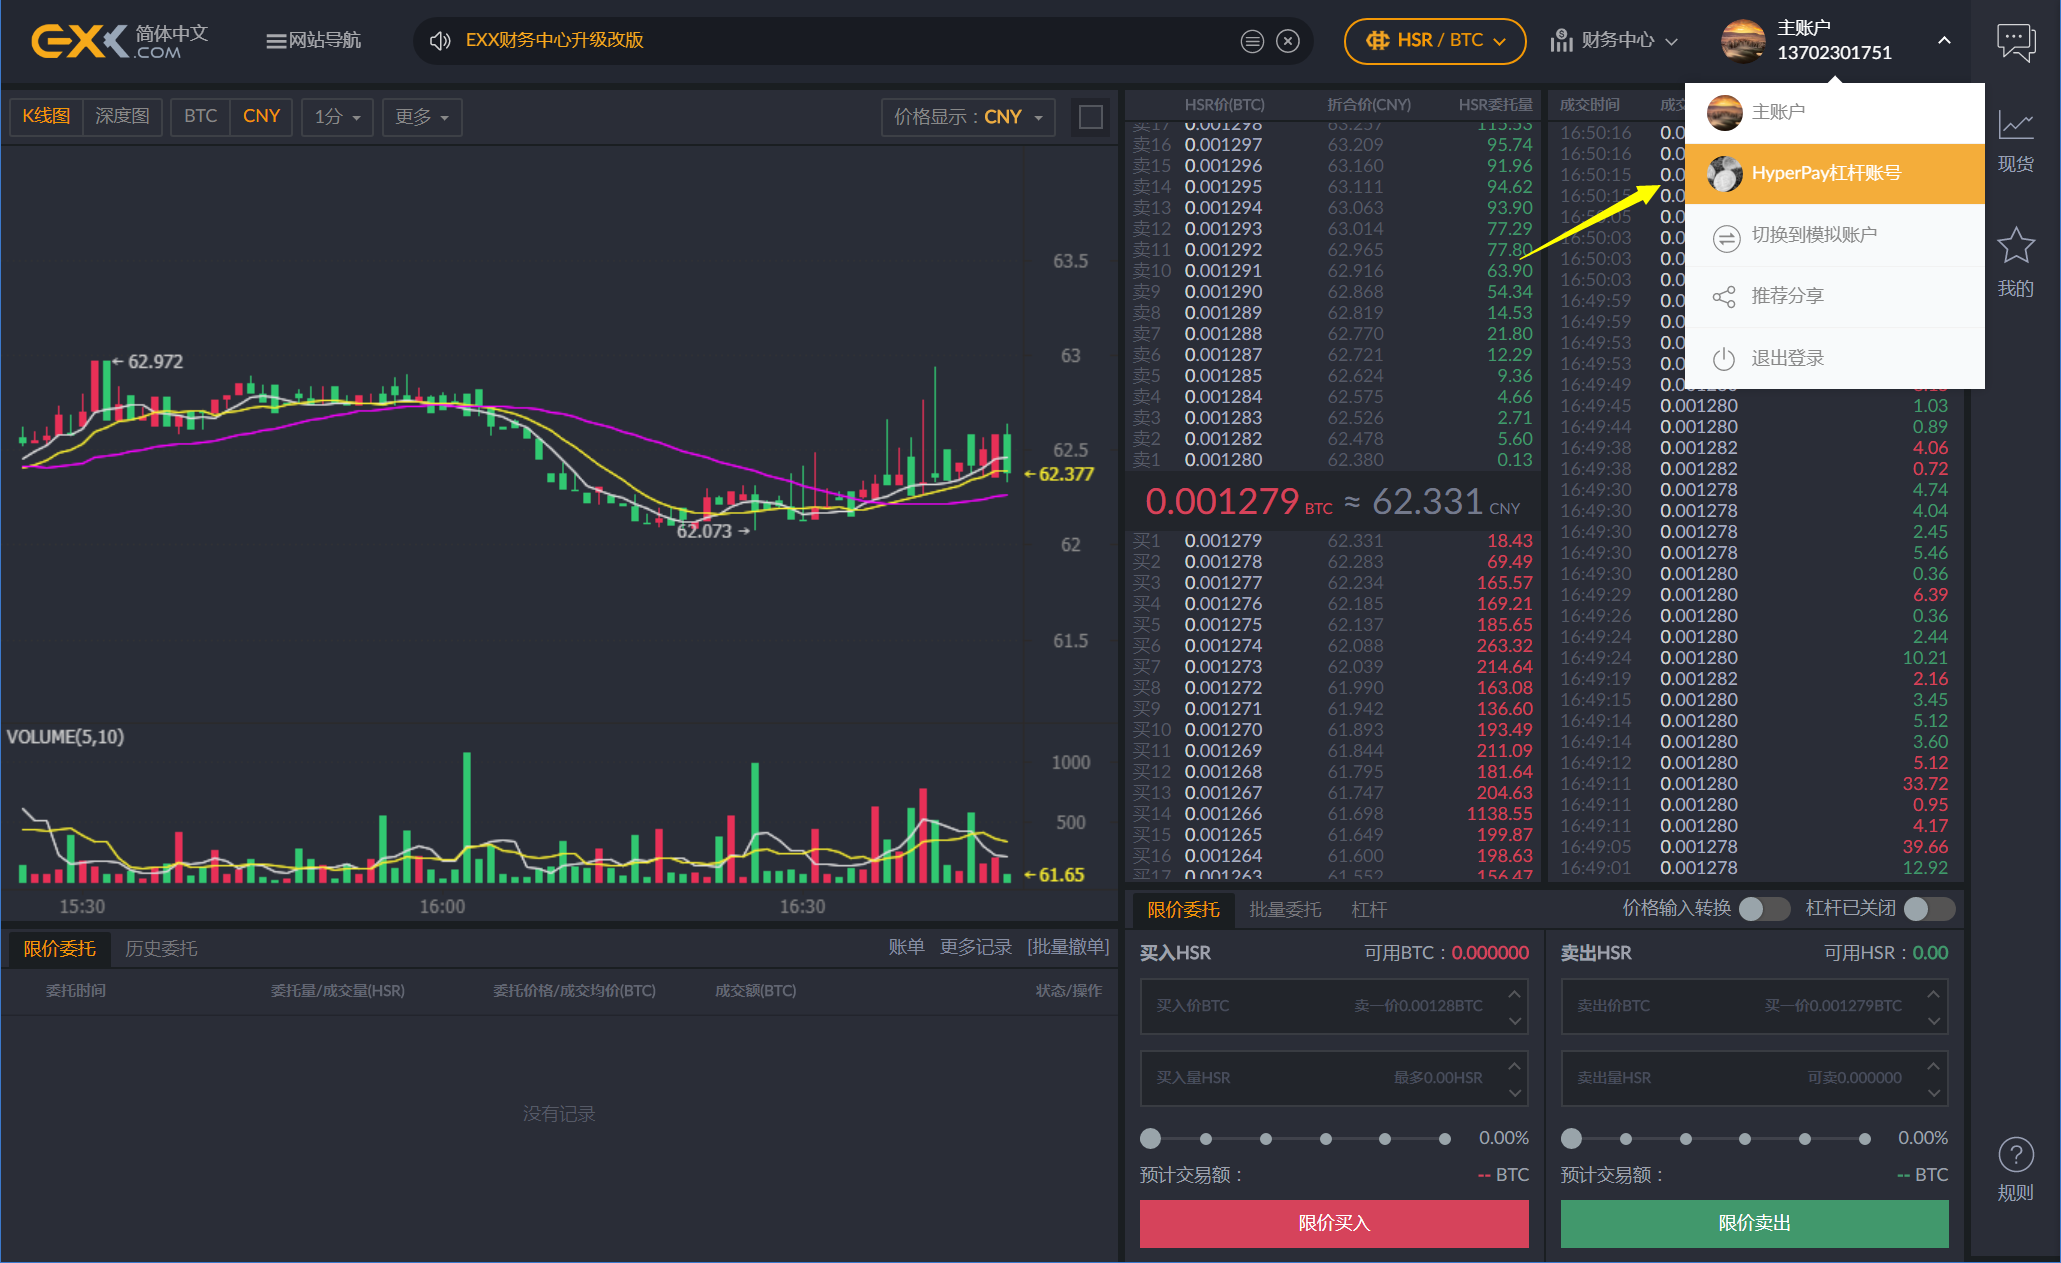 EXX 简体中文
.COM
网站导航
EXX财务中心升级改版
HSR / BTC
财务中心
主账户
13702301751
K线图 深度图 BTC CNY 1分 更多
价格显示：CNY
主账户
HyperPay杠杆账号
切换到模拟账户
推荐分享
退出登录
现货
我的
规则
63.5
63
62.5
62.377
62
61.5
62.972
62.073
VOLUME(5,10)
1000
500
61.65
15:30 16:00 16:30
HSR价(BTC) 折合价(CNY) HSR委托量
卖17 0.001298 63.257 115.53
卖16 0.001297 63.209 95.74
卖15 0.001296 63.160 91.96
卖14 0.001295 63.111 94.62
卖13 0.001294 63.063 93.90
卖12 0.001293 63.014 77.29
卖11 0.001292 62.965 77.80
卖10 0.001291 62.916 63.90
卖9 0.001290 62.868 54.34
卖8 0.001289 62.819 14.53
卖7 0.001288 62.770 21.80
卖6 0.001287 62.721 12.29
卖5 0.001285 62.624 9.36
卖4 0.001284 62.575 4.66
卖3 0.001283 62.526 2.71
卖2 0.001282 62.478 5.60
卖1 0.001280 62.380 0.13
0.001279 BTC ≈ 62.331 CNY
买1 0.001279 62.331 18.43
买2 0.001278 62.283 69.49
买3 0.001277 62.234 165.57
买4 0.001276 62.185 169.21
买5 0.001275 62.137 185.65
买6 0.001274 62.088 263.32
买7 0.001273 62.039 214.64
买8 0.001272 61.990 163.08
买9 0.001271 61.942 136.60
买10 0.001270 61.893 193.49
买11 0.001269 61.844 211.09
买12 0.001268 61.795 181.64
买13 0.001267 61.747 204.63
买14 0.001266 61.698 1138.55
买15 0.001265 61.649 199.87
买16 0.001264 61.600 198.63
买17 0.001263 61.552 156.47
成交时间 成交
16:50:16 0.0
16:50:16 0.0
16:50:15 0.0
16:50:15 0.0
16:50:05 0.0
16:50:03 0.0
16:50:03 0.0
16:50:03 0.0
16:49:59 0.0
16:49:59 0.0
16:49:53 0.0
16:49:53 0.0
16:49:49
16:49:45 0.001280 1.03
16:49:44 0.001280 0.89
16:49:38 0.001282 4.06
16:49:38 0.001282 0.72
16:49:30 0.001278 4.74
16:49:30 0.001278 4.04
16:49:30 0.001278 2.45
16:49:30 0.001278 5.46
16:49:30 0.001280 0.36
16:49:29 0.001280 6.39
16:49:26 0.001280 0.36
16:49:24 0.001280 2.44
16:49:24 0.001280 10.21
16:49:19 0.001282 2.16
16:49:15 0.001280 3.45
16:49:14 0.001280 5.12
16:49:14 0.001280 3.60
16:49:12 0.001280 5.12
16:49:11 0.001280 33.72
16:49:11 0.001280 0.95
16:49:11 0.001280 4.17
16:49:05 0.001278 39.66
16:49:01 0.001278 12.92
限价委托 历史委托 账单 更多记录 [批量撤单]
委托时间 委托量/成交量(HSR) 委托价格/成交均价(BTC) 成交额(BTC) 状态/操作
没有记录
限价委托 批量委托 杠杆 价格输入转换 杠杆已关闭
买入HSR 可用BTC：0.000000
买入价BTC 卖一价0.00128BTC
买入量HSR 最多0.00HSR
0.00%
预计交易额： -- BTC
限价买入
卖出HSR 可用HSR：0.00
卖出价BTC 买一价0.001279BTC
卖出量HSR 可卖0.000000
0.00%
预计交易额： -- BTC
限价卖出